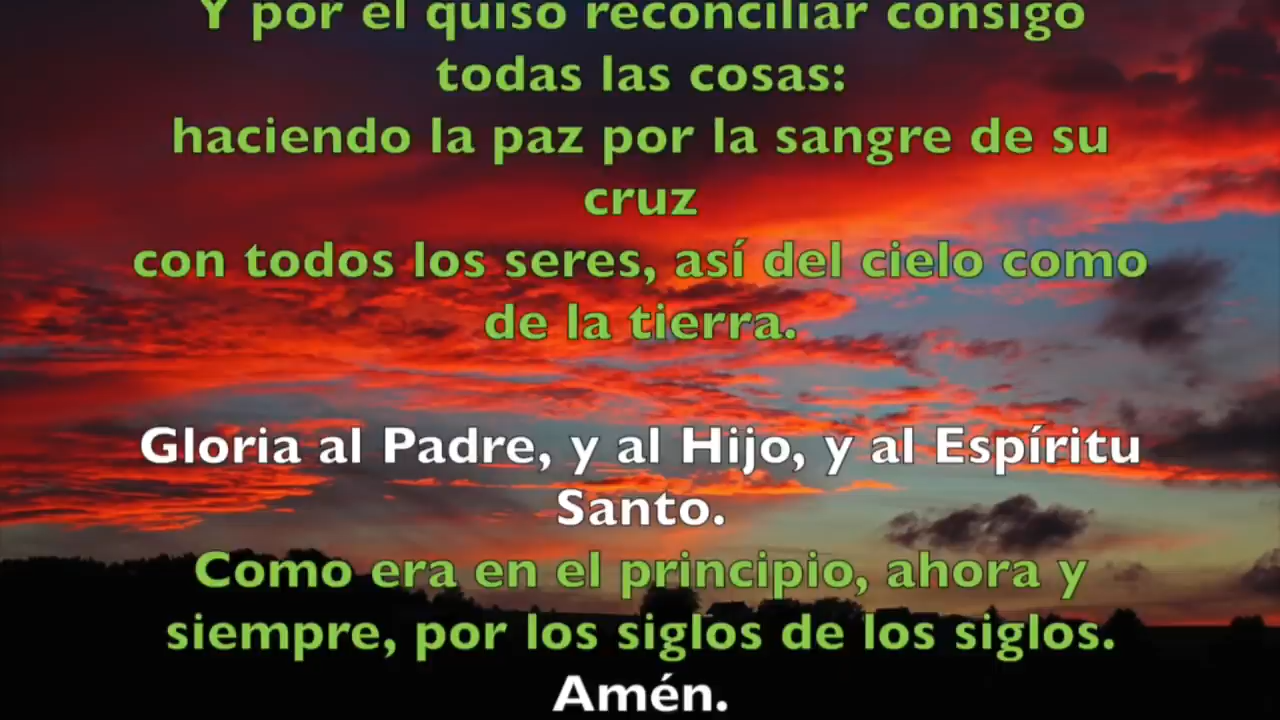 Y por él quiso reconciliar consigo
todas las cosas:
haciendo la paz por la sangre de su
cruz
con todos los seres, así del cielo como
de la tierra.
Gloria al Padre, y al Hijo, y al Espíritu
Santo.
Como era en el principio, ahora y
siempre, por los siglos de los siglos.
Amén.